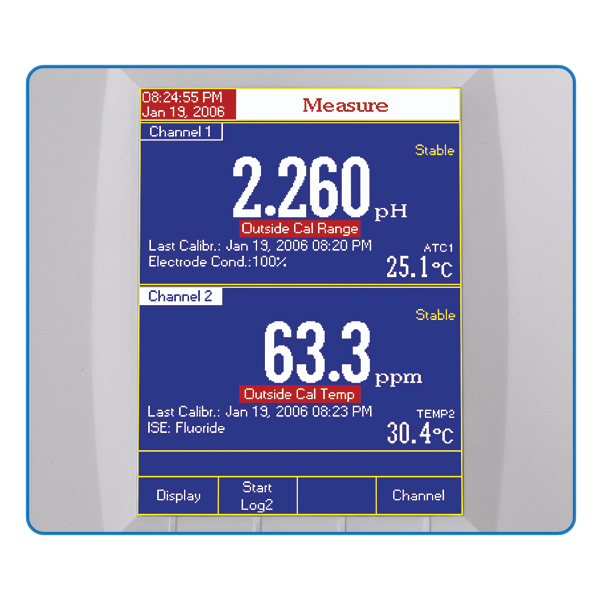 08:24:55 PM
Jan 19, 2006
Measure
Channel 1
Stable
2.260 pH
Outside Cal Range
Last Calibr.: Jan 19, 2006 08:20 PM
ATC1
Electrode Cond.:100%
25.1°C
Channel 2
Stable
63.3 ppm
Outside Cal Temp
Last Calibr.: Jan 19, 2006 08:23 PM
TEMP2
ISE: Fluoride
30.4°C
Display
Start
Log2
Channel